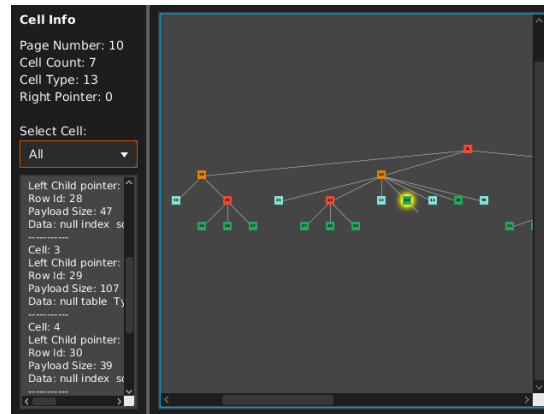 Cell Info
Page Number: 10
Cell Count: 7
Cell Type: 13
Right Pointer: 0
Select Cell:
All
Left Child pointer:
Row Id: 28
Payload Size: 47
Data: null index
-----------
Cell: 3
Left Child pointer:
Row Id: 29
Payload Size: 107
Data: null table
-----------
Cell: 4
Left Child pointer:
Row Id: 30
Payload Size: 39
Data: null index
-----------